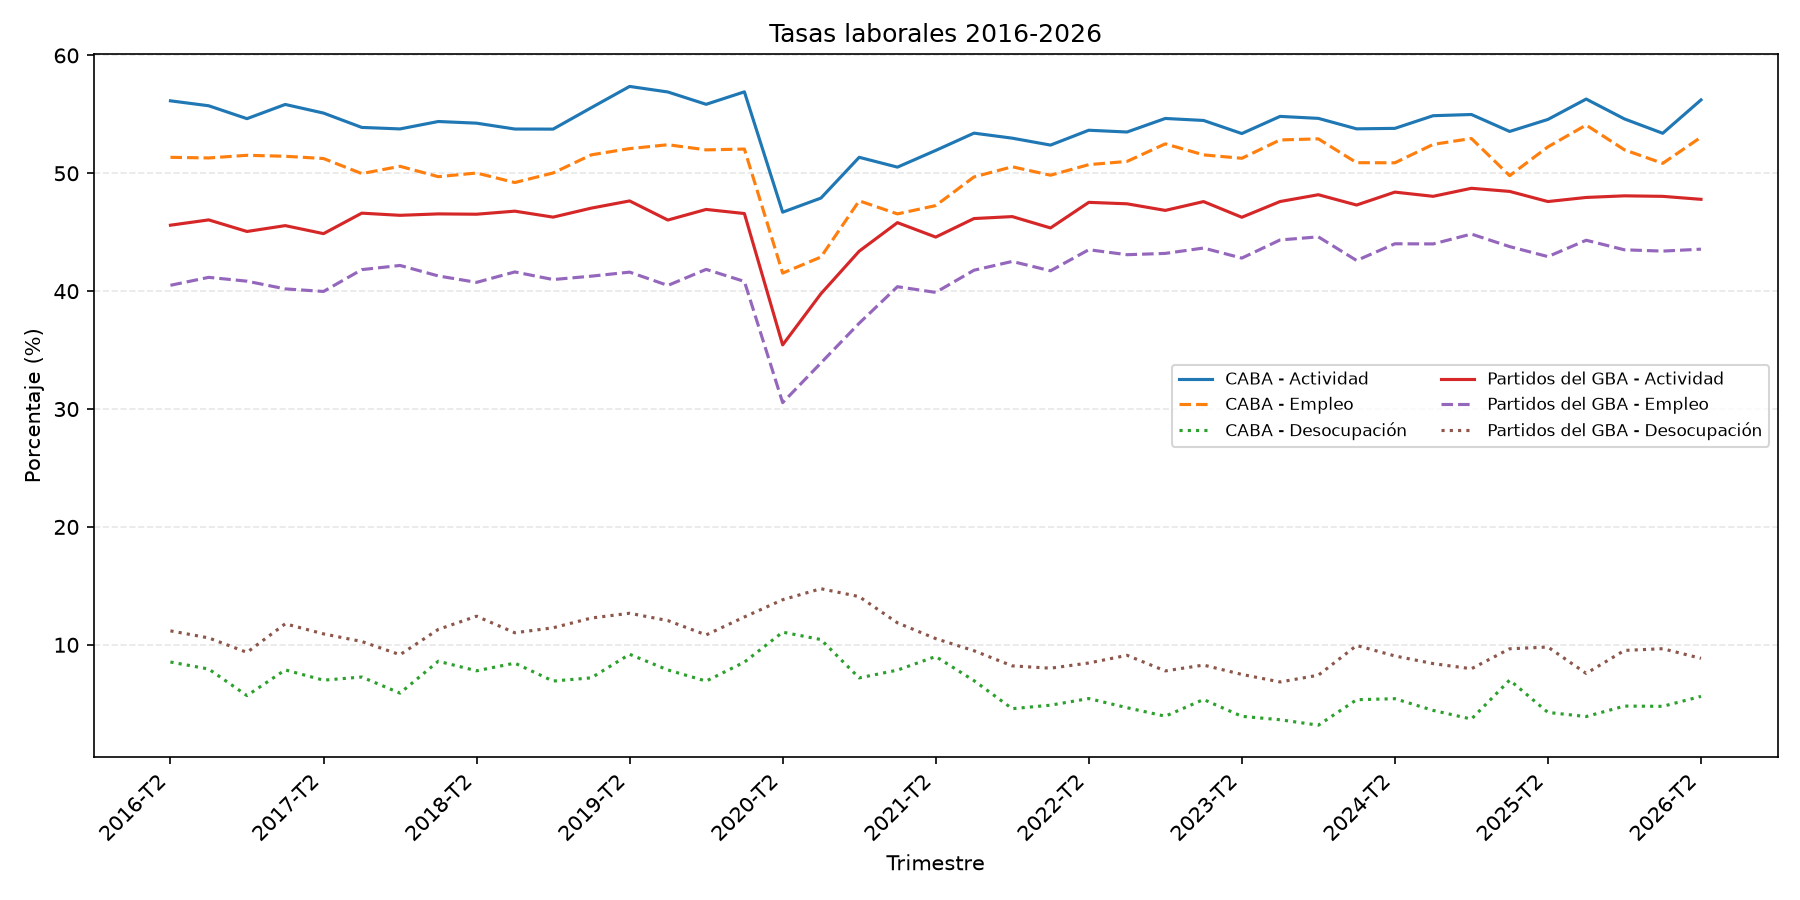 Tasas laborales 2016-2026
Porcentaje (%)
60
50
40
30
20
10
CABA - Actividad
CABA - Empleo
CABA - Desocupación
Partidos del GBA - Actividad
Partidos del GBA - Empleo
Partidos del GBA - Desocupación
2016-T2
2017-T2
2018-T2
2019-T2
2020-T2
2021-T2
2022-T2
2023-T2
2024-T2
2025-T2
2026-T2
Trimestre